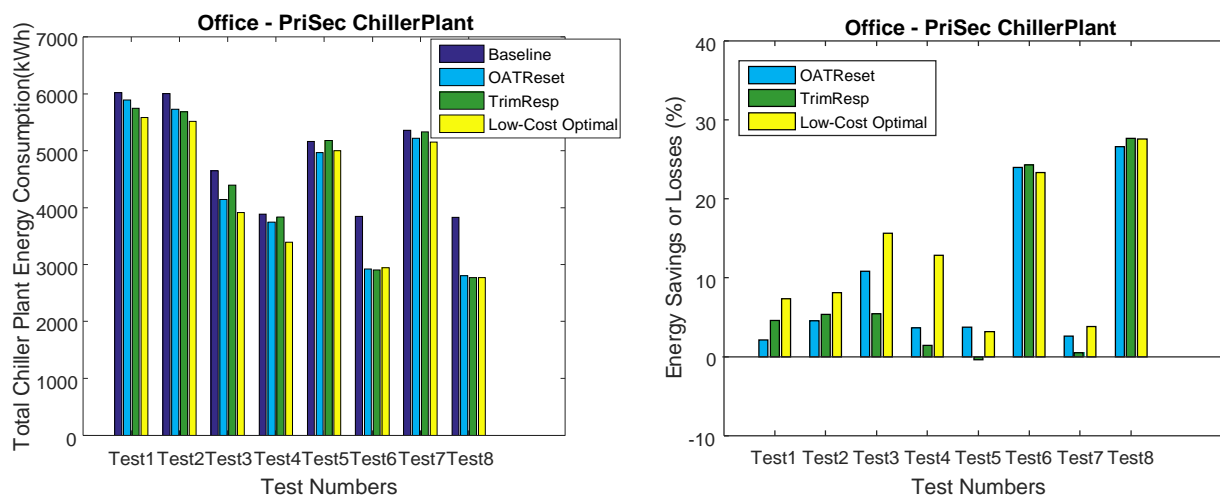 Office - PriSec ChillerPlant
7000
6000
5000
4000
3000
2000
1000
0
Total Chiller Plant Energy Consumption(kWh)
Baseline
OATReset
TrimResp
Low-Cost Optimal
Test1 Test2 Test3 Test4 Test5 Test6 Test7 Test8
Test Numbers
Office - PriSec ChillerPlant
40
30
20
10
0
-10
Energy Savings or Losses (%)
OATReset
TrimResp
Low-Cost Optimal
Test1 Test2 Test3 Test4 Test5 Test6 Test7 Test8
Test Numbers